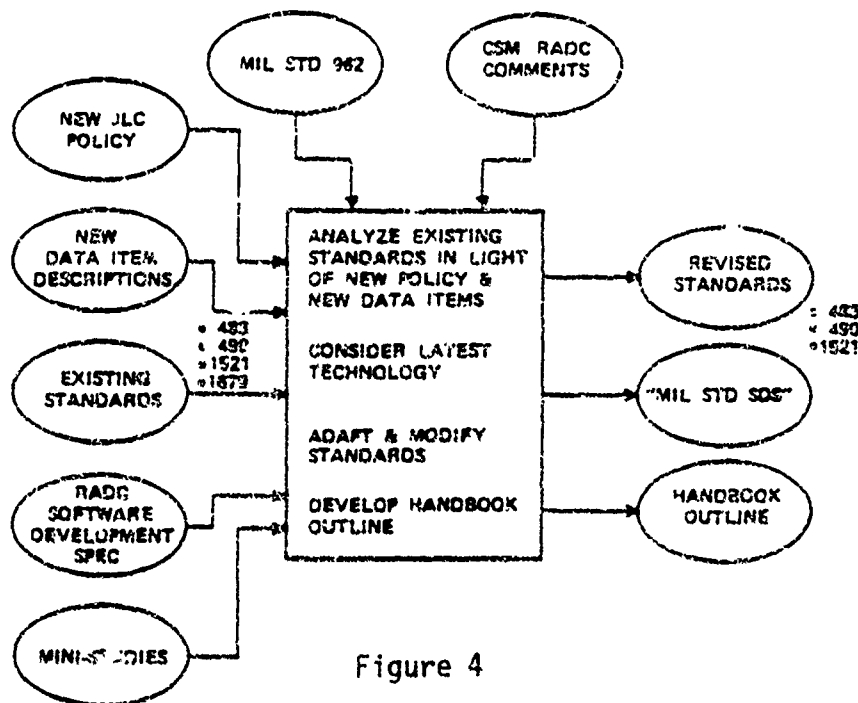 MIL STD 962
CSM RADC
COMMENTS
NEW JLC
POLICY
NEW
DATA ITEM
DESCRIPTIONS
• 483
• 490
• 1521
• 1679
EXISTING
STANDARDS
RADC
SOFTWARE
DEVELOPMENT
SPEC
MINI-STUDIES
ANALYZE EXISTING
STANDARDS IN LIGHT
OF NEW POLICY &
NEW DATA ITEMS
CONSIDER LATEST
TECHNOLOGY
ADAPT & MODIFY
STANDARDS
DEVELOP HANDBOOK
OUTLINE
REVISED
STANDARDS
• 483
• 490
• 1521
"MIL STD SDS"
HANDBOOK
OUTLINE
Figure 4